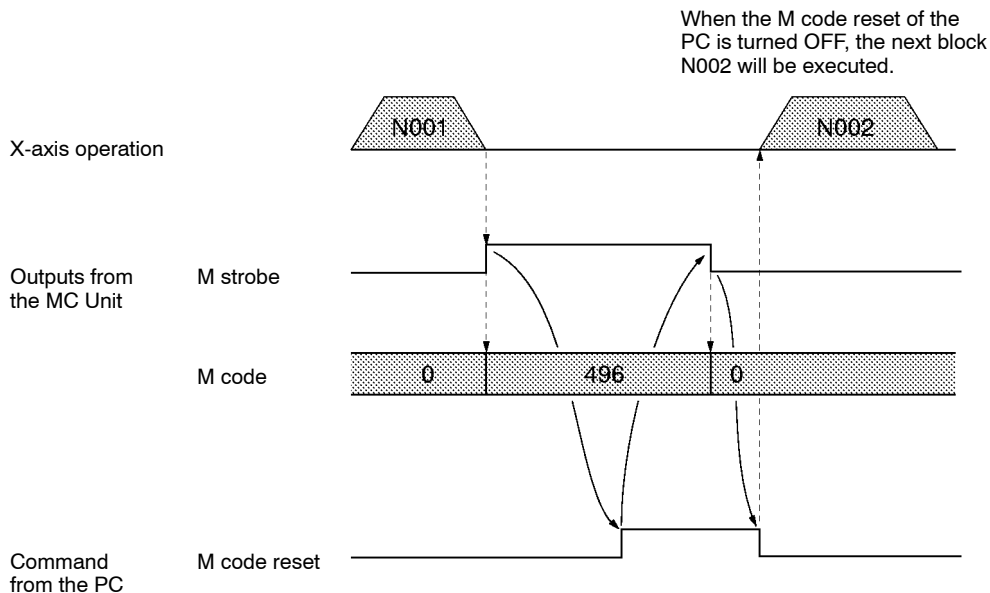 When the M code reset of the
PC is turned OFF, the next block
N002 will be executed.
N001
N002
X-axis operation
Outputs from
the MC Unit
M strobe
M code
0
496
0
Command
from the PC
M code reset